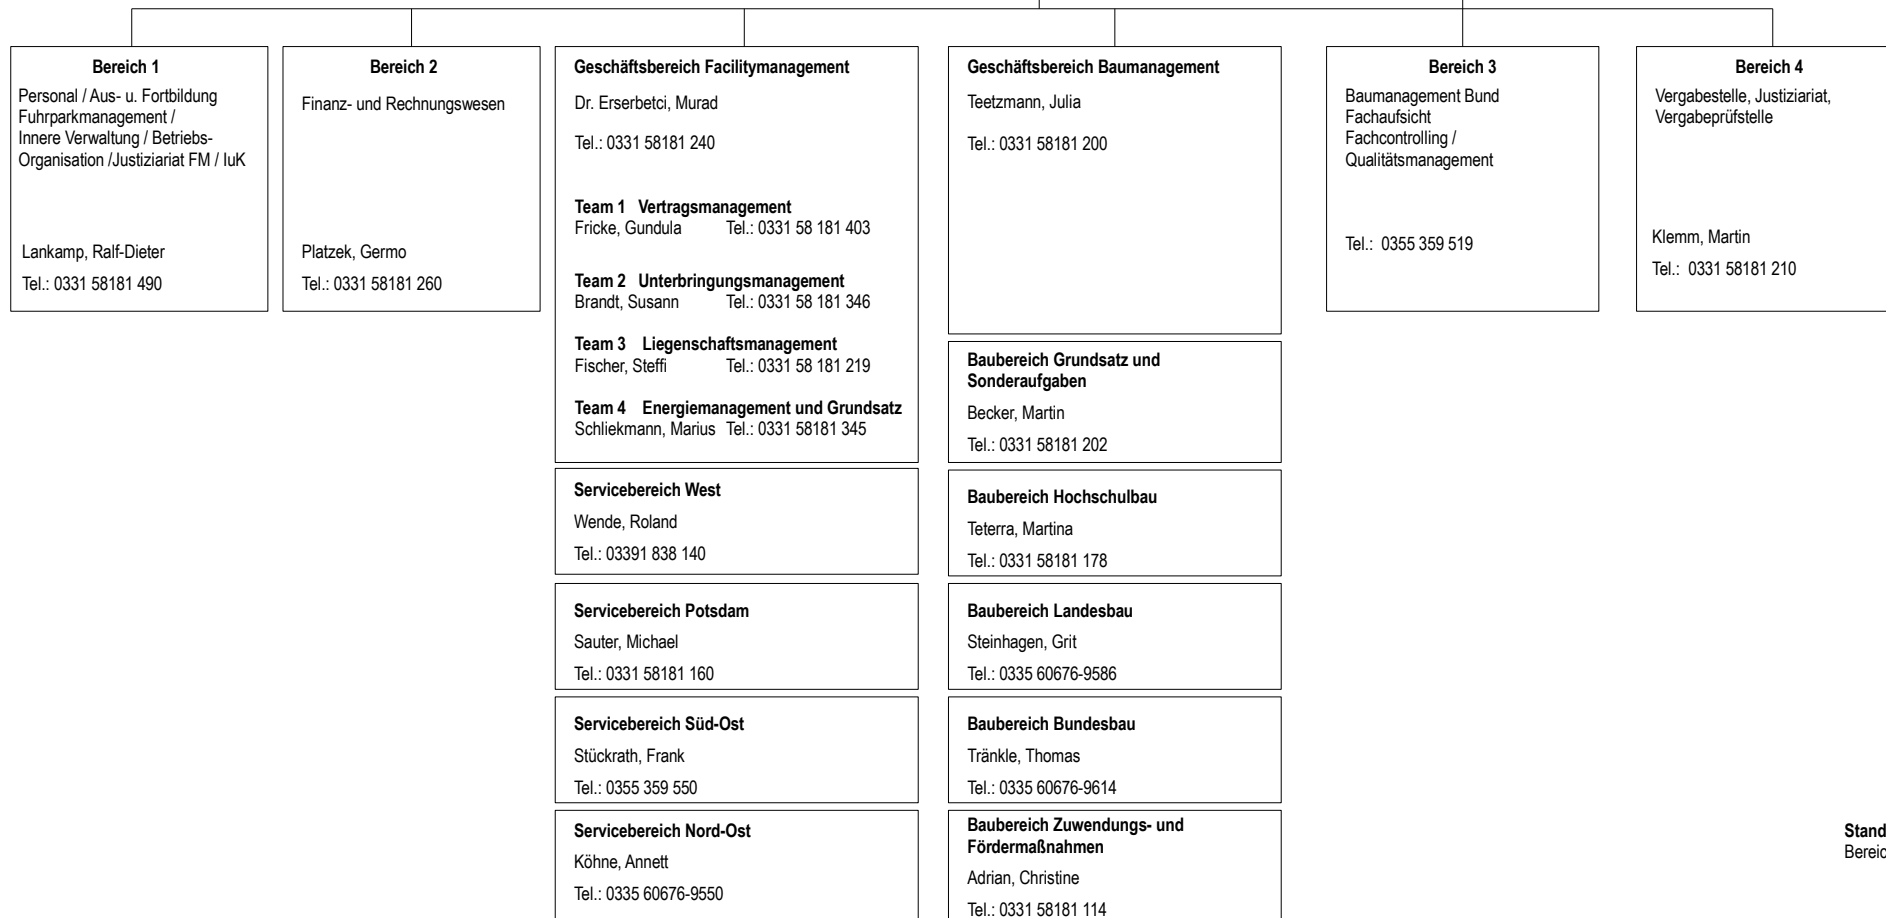 Bereich 1
Personal / Aus- u. Fortbildung
Fuhrparkmanagement /
Innere Verwaltung / Betriebs-
Organisation /Justiziariat FM / IuK
Lankamp, Ralf-Dieter
Tel.: 0331 58181 490
Bereich 2
Finanz- und Rechnungswesen
Platzek, Germo
Tel.: 0331 58181 260
Geschäftsbereich Facilitymanagement
Dr. Erserbetci, Murad
Tel.: 0331 58181 240
Team 1 Vertragsmanagement
Fricke, Gundula Tel.: 0331 58 181 403
Team 2 Unterbringungsmanagement
Brandt, Susann Tel.: 0331 58 181 346
Team 3 Liegenschaftsmanagement
Fischer, Steffi Tel.: 0331 58 181 219
Team 4 Energiemanagement und Grundsatz
Schliekmann, Marius Tel.: 0331 58181 345
Servicebereich West
Wende, Roland
Tel.: 03391 838 140
Servicebereich Potsdam
Sauter, Michael
Tel.: 0331 58181 160
Servicebereich Süd-Ost
Stückrath, Frank
Tel.: 0355 359 550
Servicebereich Nord-Ost
Köhne, Annett
Tel.: 0335 60676-9550
Geschäftsbereich Baumanagement
Teetzmann, Julia
Tel.: 0331 58181 200
Baubereich Grundsatz und
Sonderaufgaben
Becker, Martin
Tel.: 0331 58181 202
Baubereich Hochschulbau
Teterra, Martina
Tel.: 0331 58181 178
Baubereich Landesbau
Steinhagen, Grit
Tel.: 0335 60676-9586
Baubereich Bundesbau
Tränkle, Thomas
Tel.: 0335 60676-9614
Baubereich Zuwendungs- und
Fördermaßnahmen
Adrian, Christine
Tel.: 0331 58181 114
Bereich 3
Baumanagement Bund
Fachaufsicht
Fachcontrolling /
Qualitätsmanagement
Tel.: 0355 359 519
Bereich 4
Vergabestelle, Justiziariat,
Vergabeprüfstelle
Klemm, Martin
Tel.: 0331 58181 210
Stand